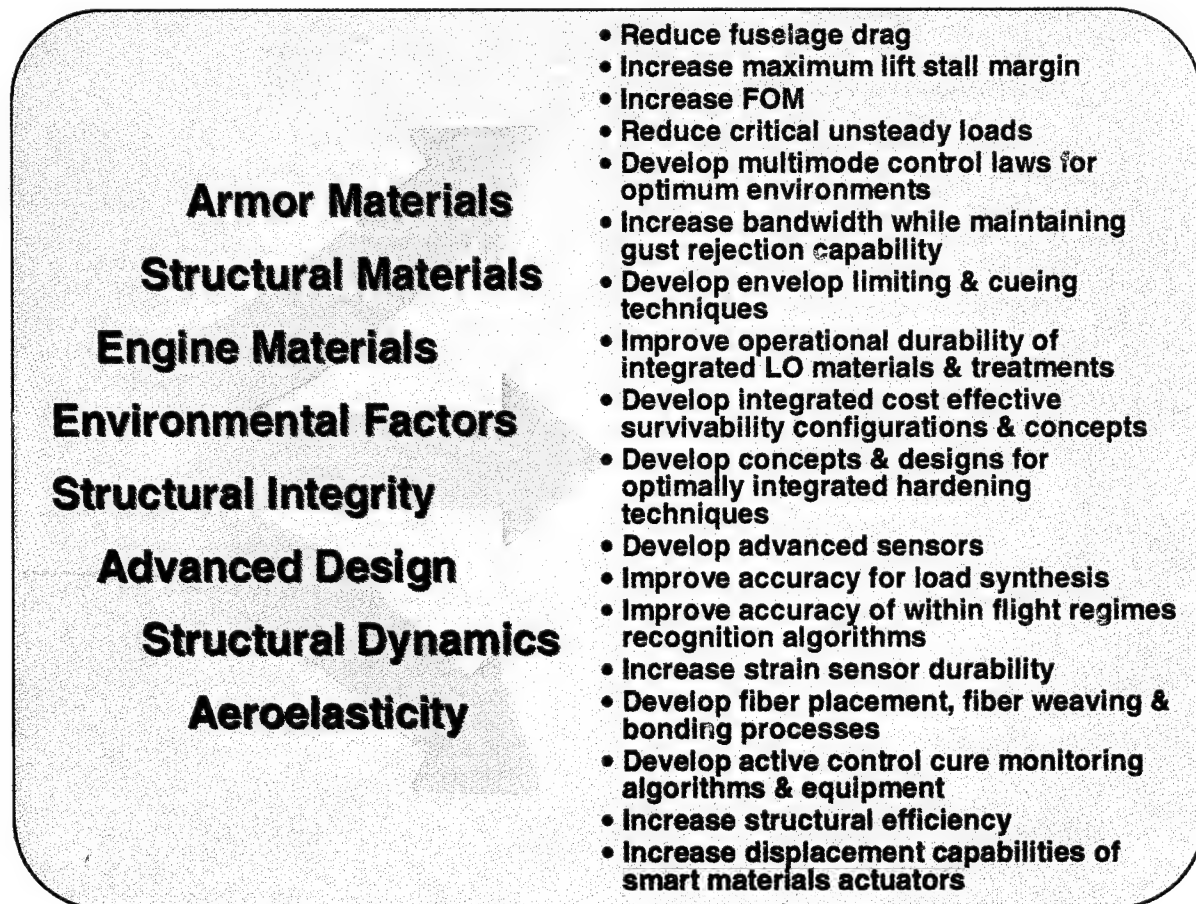 Armor Materials
Structural Materials
Engine Materials
Environmental Factors
Structural Integrity
Advanced Design
Structural Dynamics
Aeroelasticity
• Reduce fuselage drag
• Increase maximum lift stall margin
• Increase FOM
• Reduce critical unsteady loads
• Develop multimode control laws for
optimum environments
• Increase bandwidth while maintaining
gust rejection capability
• Develop envelop limiting & cueing
techniques
• Improve operational durability of
integrated LO materials & treatments
• Develop integrated cost effective
survivability configurations & concepts
• Develop concepts & designs for
optimally integrated hardening
techniques
• Develop advanced sensors
• Improve accuracy for load synthesis
• Improve accuracy of within flight regimes
recognition algorithms
• Increase strain sensor durability
• Develop fiber placement, fiber weaving &
bonding processes
• Develop active control cure monitoring
algorithms & equipment
• Increase structural efficiency
• Increase displacement capabilities of
smart materials actuators